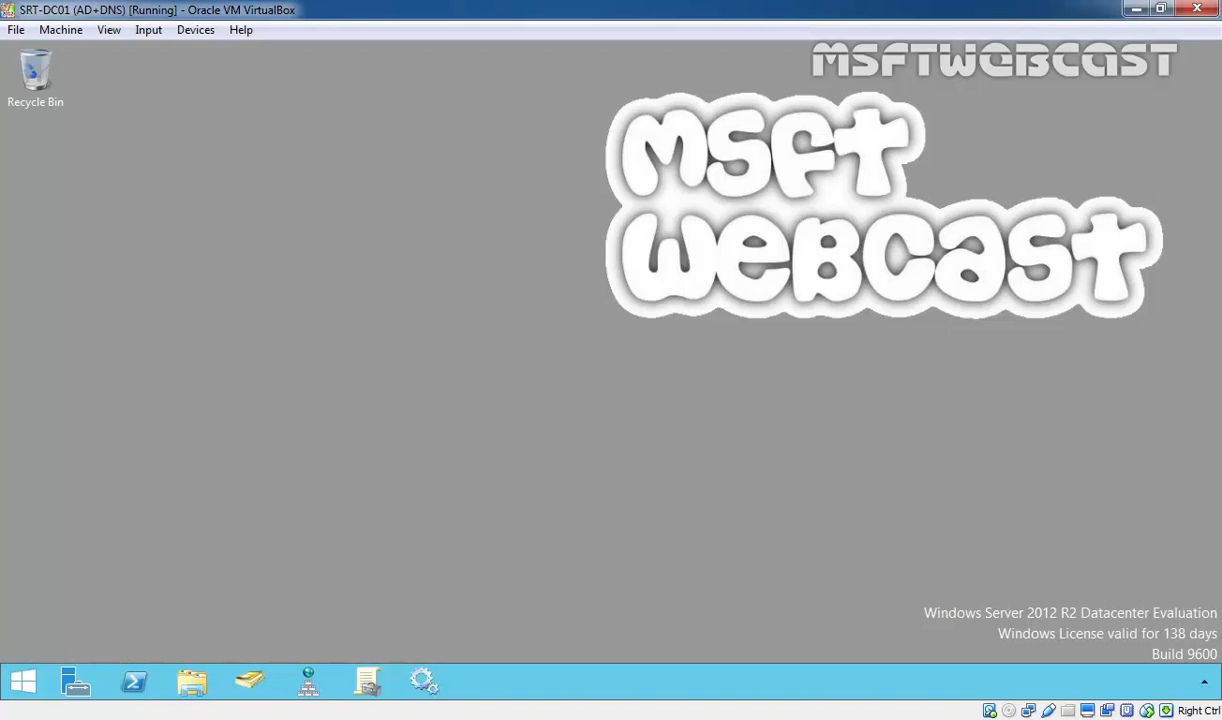 SRT-DC01 (AD+DNS) [Running] - Oracle VM VirtualBox
File Machine View Input Devices Help
MSFTWEBCAST
Recycle Bin
MSFT
WEBCAST
Windows Server 2012 R2 Datacenter Evaluation
Windows License valid for 138 days
Build 9600
Right Ctrl